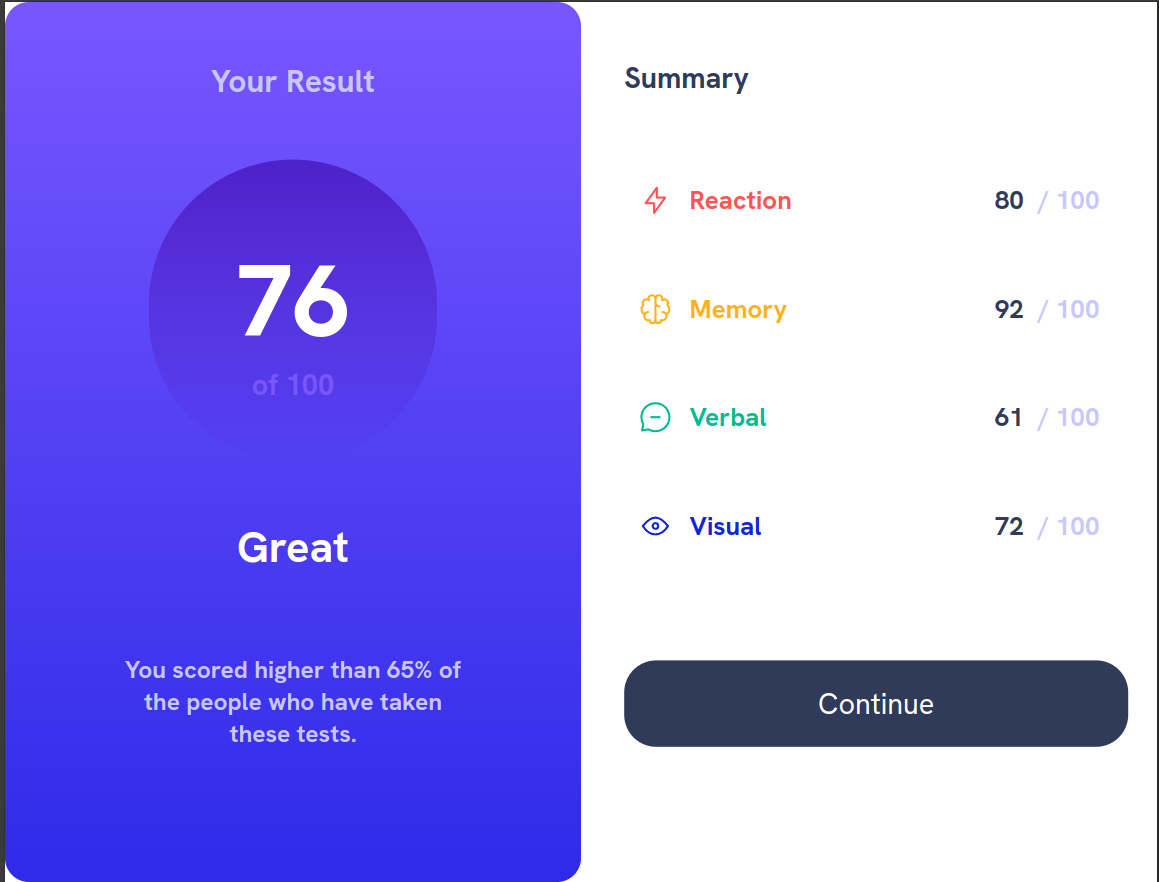 Your Result
76
of 100
Great
You scored higher than 65% of
the people who have taken
these tests.
Summary
Reaction 80 / 100
Memory 92 / 100
Verbal 61 / 100
Visual 72 / 100
Continue